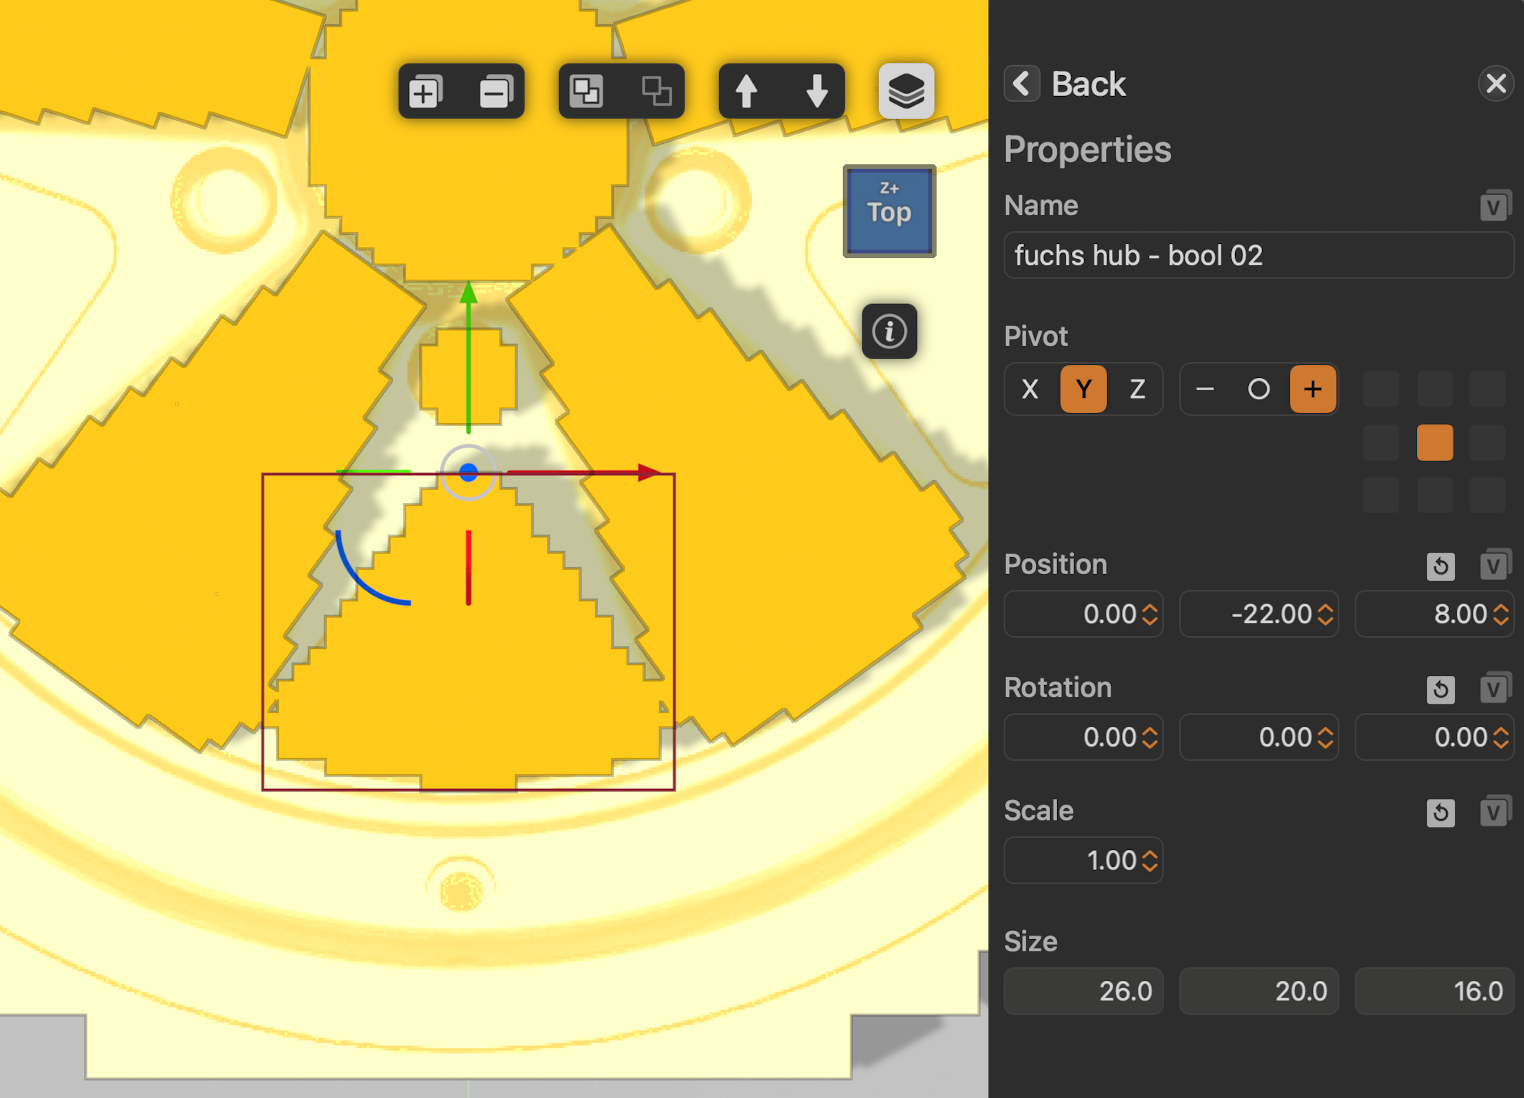 Z+
Top
Back
Properties
Name
V
fuchs hub - bool 02
Pivot
X Y Z
Position
V
0.00 -22.00 8.00
Rotation
V
0.00 0.00 0.00
Scale
V
1.00
Size
26.0 20.0 16.0